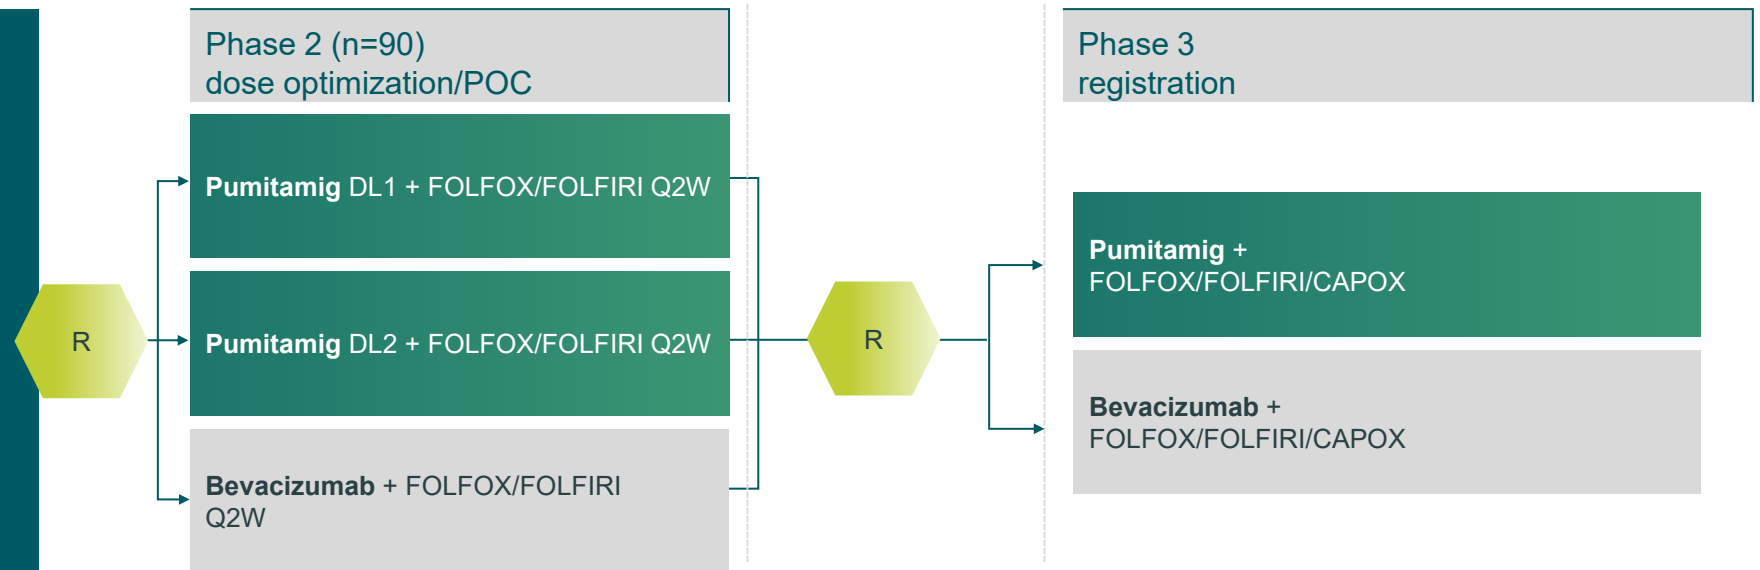 Phase 2 (n=90)
dose optimization/POC
Phase 3
registration
Pumitamig DL1 + FOLFOX/FOLFIRI Q2W
R
Pumitamig DL2 + FOLFOX/FOLFIRI Q2W
Bevacizumab + FOLFOX/FOLFIRI
Q2W
R
Pumitamig +
FOLFOX/FOLFIRI/CAPOX
Bevacizumab +
FOLFOX/FOLFIRI/CAPOX